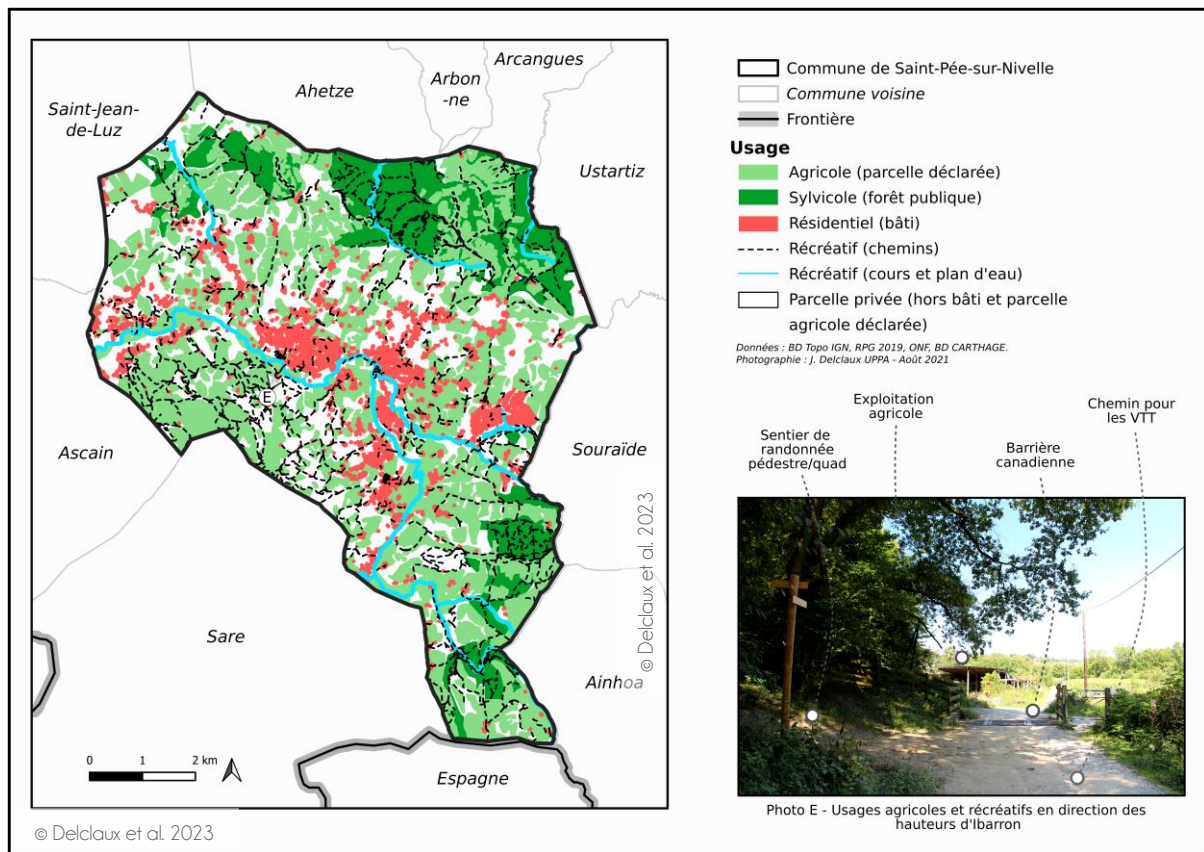 Saint-Jean-
de-Luz
Ahetze
Arbon
-ne
Arcangues
Ustartiz
Ascain
E
Souraïde
Sare
Ainhoa
Espagne
0 1 2 km
© Delclaux et al. 2023
© Delclaux et al. 2023
Commune de Saint-Pée-sur-Nivelle
Commune voisine
Frontière
Usage
Agricole (parcelle déclarée)
Sylvicole (forêt publique)
Résidentiel (bâti)
Récréatif (chemins)
Récréatif (cours et plan d'eau)
Parcelle privée (hors bâti et parcelle
agricole déclarée)
Données : BD Topo IGN, RPG 2019, ONF, BD CARTHAGE.
Photographie : J. Delclaux UPPA - Août 2021
Sentier de
randonnée
pédestre/quad
Exploitation
agricole
Barrière
canadienne
Chemin pour
les VTT
Photo E - Usages agricoles et récréatifs en direction des
hauteurs d'Ibarron